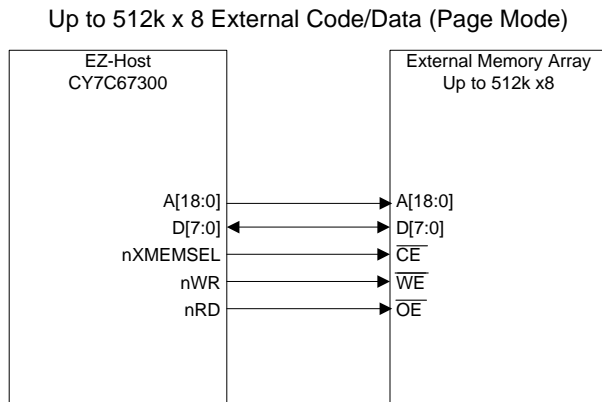 Up to 512k x 8 External Code/Data (Page Mode)
EZ-Host
CY7C67300
External Memory Array
Up to 512k x8
A[18:0]
A[18:0]
D[7:0]
D[7:0]
nXMEMSEL
CE
nWR
WE
nRD
OE